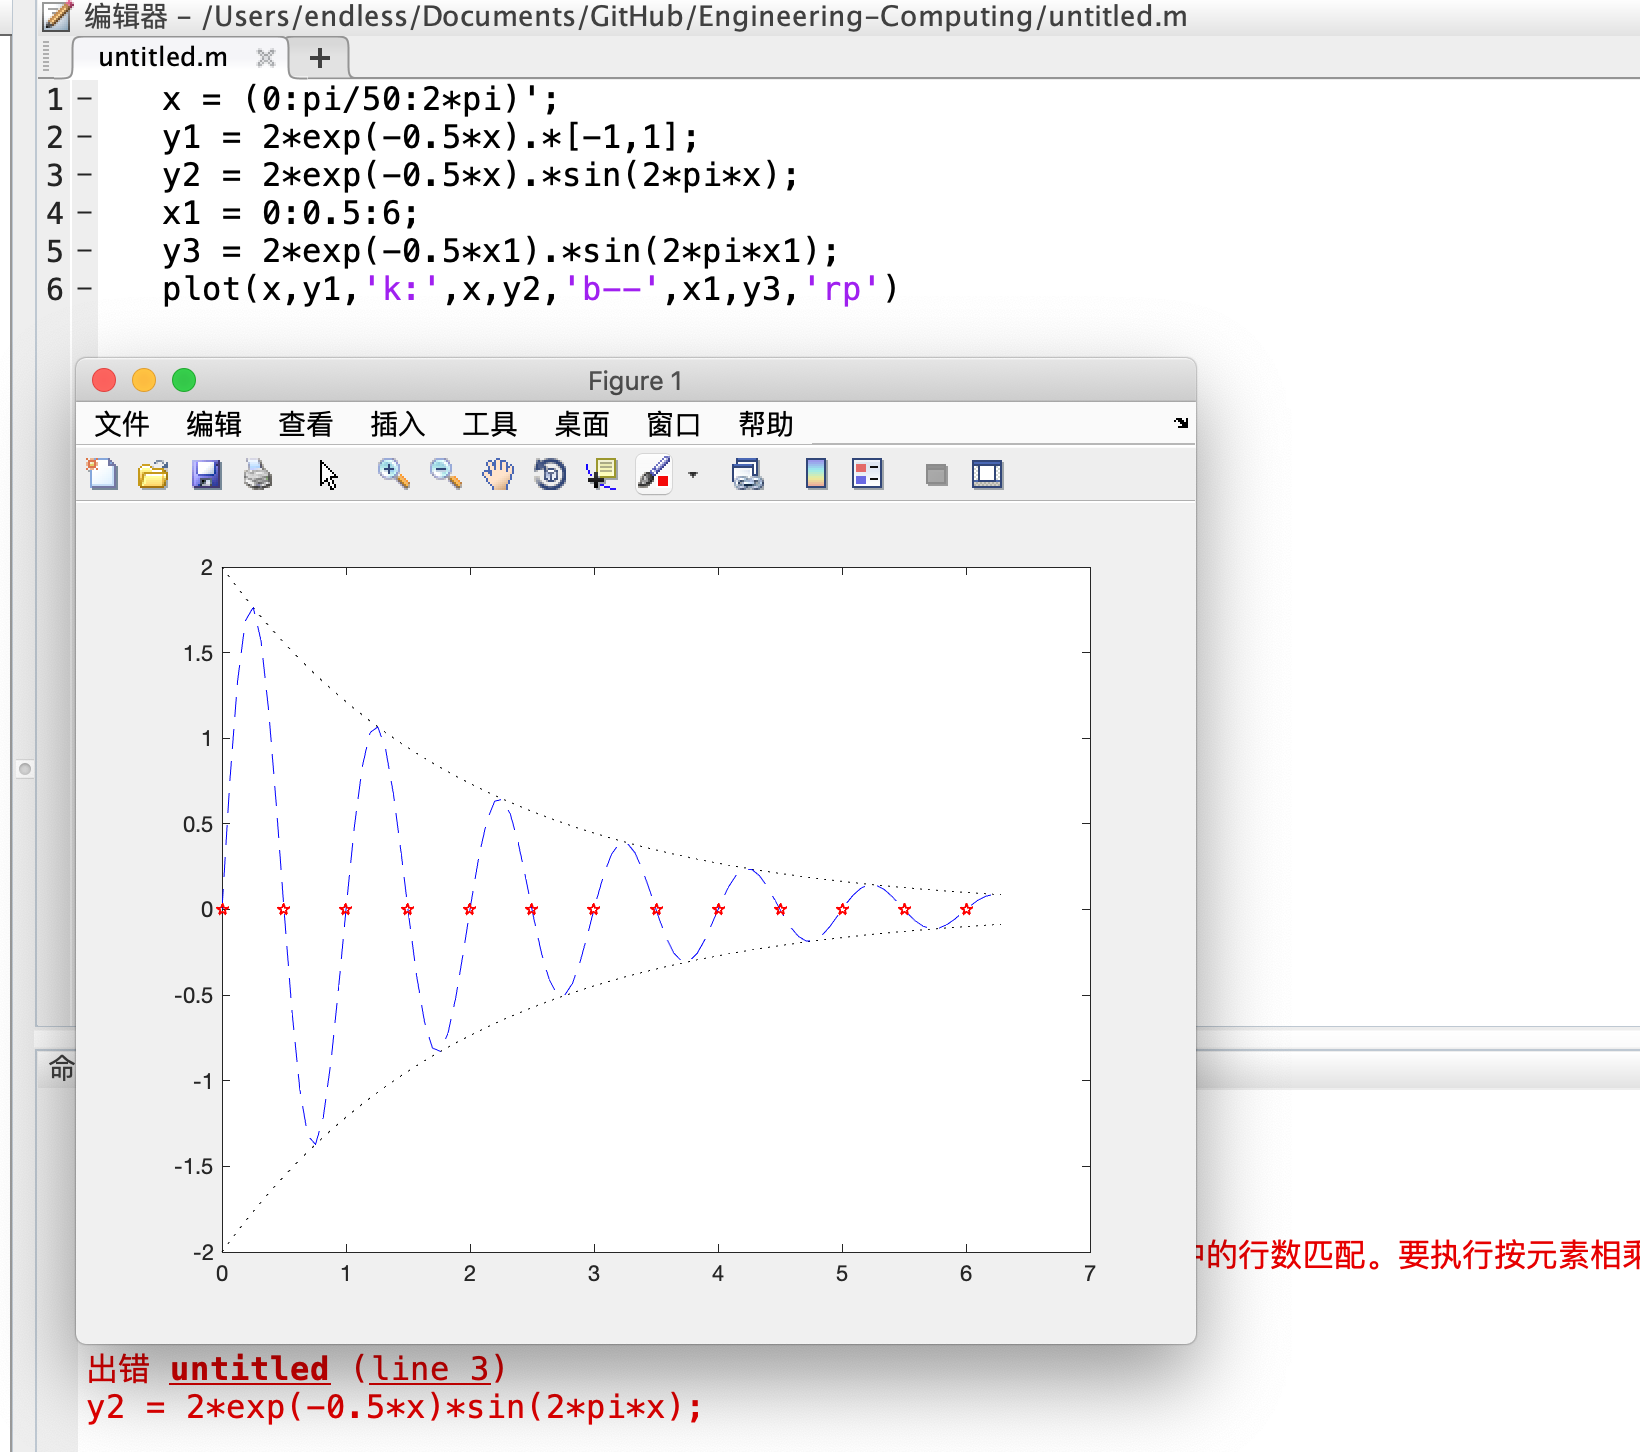 编辑器 – /Users/endless/Documents/GitHub/Engineering-Computing/untitled.m
untitled.m
1 – x = (0:pi/50:2*pi)';
2 – y1 = 2*exp(-0.5*x).*[-1,1];
3 – y2 = 2*exp(-0.5*x).*sin(2*pi*x);
4 – x1 = 0:0.5:6;
5 – y3 = 2*exp(-0.5*x1).*sin(2*pi*x1);
6 – plot(x,y1,'k:',x,y2,'b--',x1,y3,'rp')
Figure 1
文件 编辑 查看 插入 工具 桌面 窗口 帮助
2
1.5
1
0.5
0
-0.5
-1
-1.5
-2
0 1 2 3 4 5 6 7
命
的行数匹配。要执行按元素相乘
出错 untitled (line 3)
y2 = 2*exp(-0.5*x)*sin(2*pi*x);